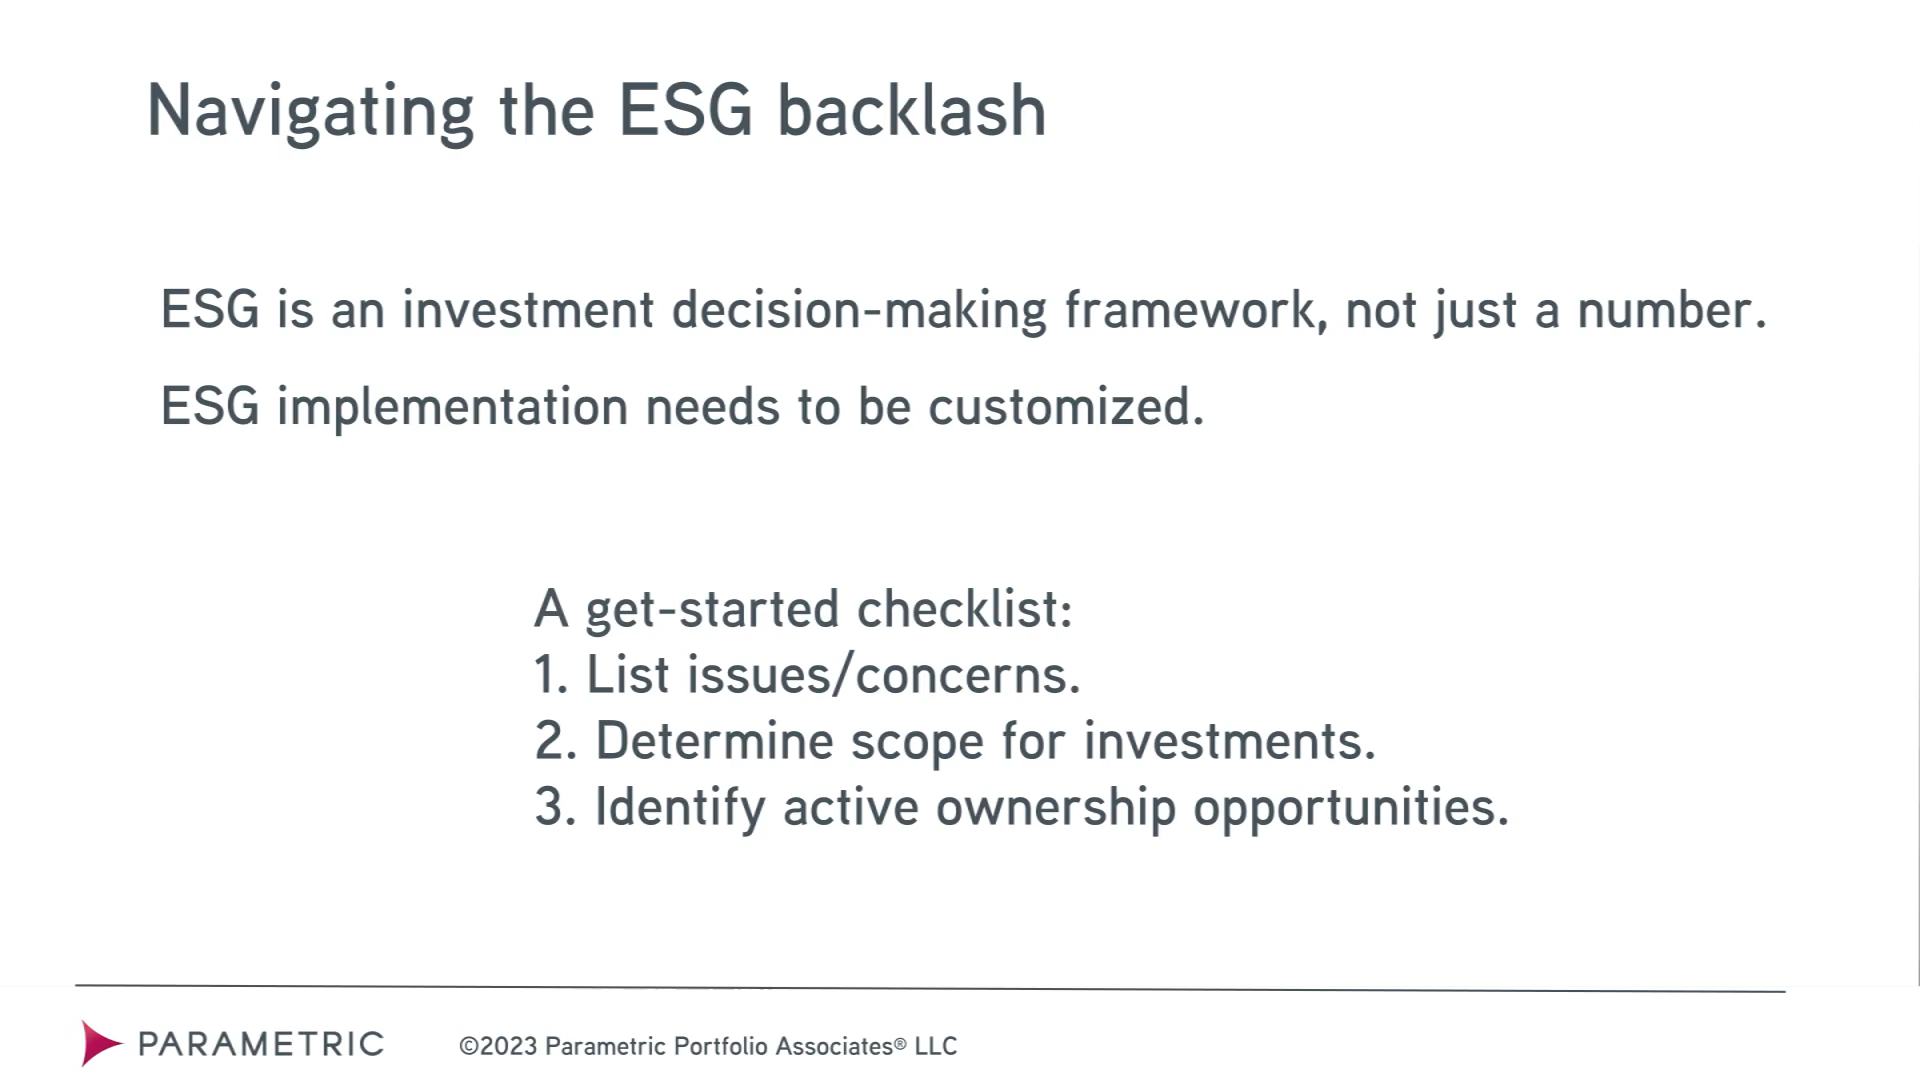 Navigating the ESG backlash
ESG is an investment decision-making framework, not just a number.
ESG implementation needs to be customized.
A get-started checklist:
1. List issues/concerns.
2. Determine scope for investments.
3. Identify active ownership opportunities.
PARAMETRIC
©2023 Parametric Portfolio Associates® LLC